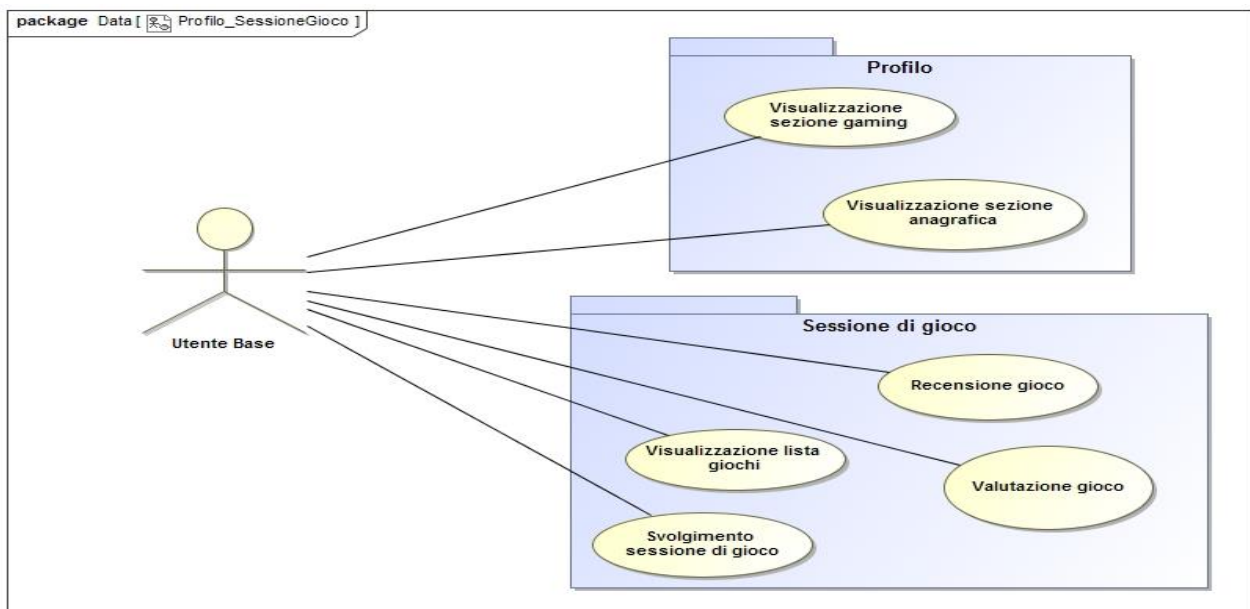 package Data [ Profilo_SessioneGioco ]
Profilo
Visualizzazione
sezione gaming
Visualizzazione sezione
anagrafica
Utente Base
Sessione di gioco
Recensione gioco
Visualizzazione lista
giochi
Valutazione gioco
Svolgimento
sessione di gioco